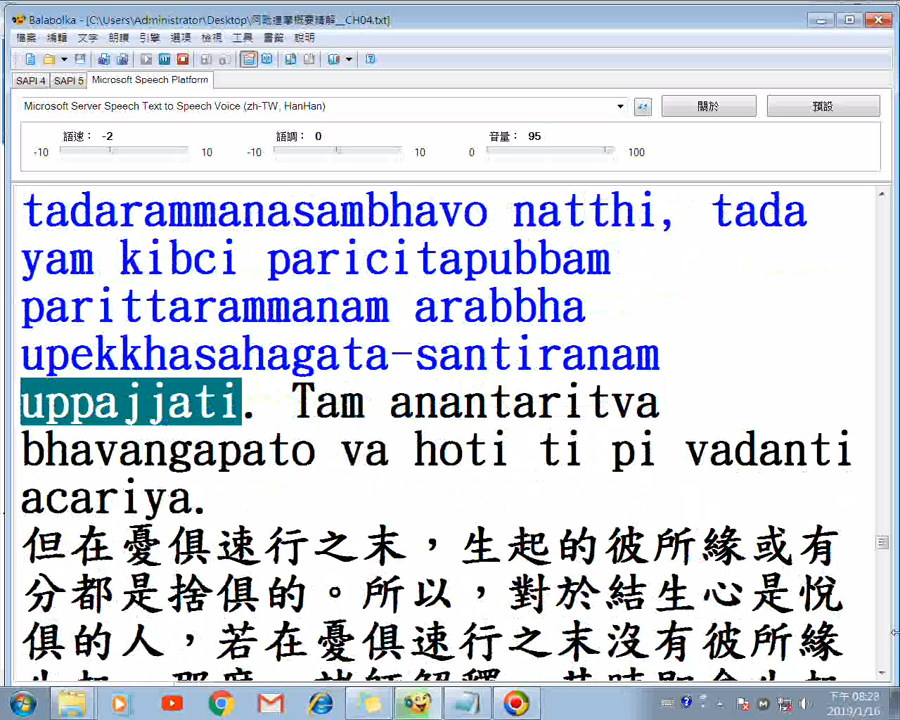 Balabolka - [C:\Users\Administrator\Desktop\阿毗達摩概要精解__CH04.txt]
檔案 編輯 文字 朗讀 引擎 選項 檢視 工具 書籤 說明
SAPI 4 SAPI 5 Microsoft Speech Platform
Microsoft Server Speech Text to Speech Voice (zh-TW, HanHan) 關於 預設
語速： -2 語調： 0 音量： 95
-10 10 -10 10 0 100
tadarammanasambhavo natthi, tada
yam kibci paricitapubbam
parittarammanam arabbha
upekkhasahagata-santiranam
uppajjati. Tam anantaritva
bhavangapato va hoti ti pi vadanti
acariya.
但在憂俱速行之末，生起的彼所緣或有
分都是捨俱的。所以，對於結生心是悅
俱的人，若在憂俱速行之末沒有彼所緣
下午 08:28
2019/1/16